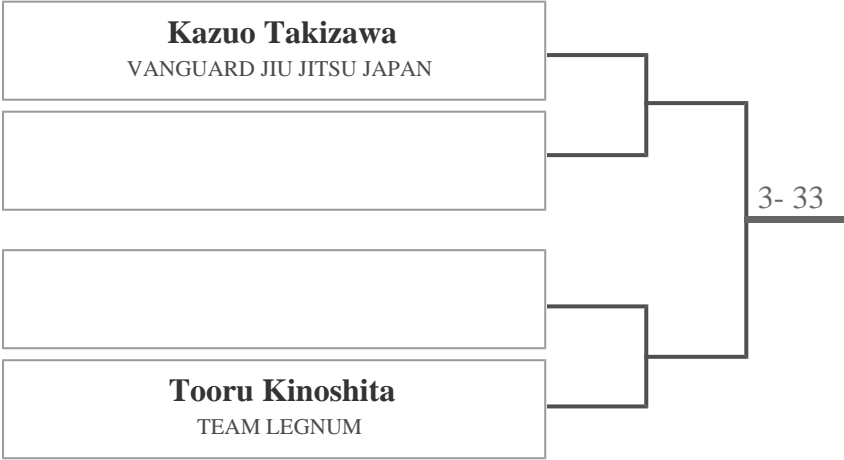 Kazuo Takizawa
VANGUARD JIU JITSU JAPAN
3- 33
Tooru Kinoshita
TEAM LEGNUM